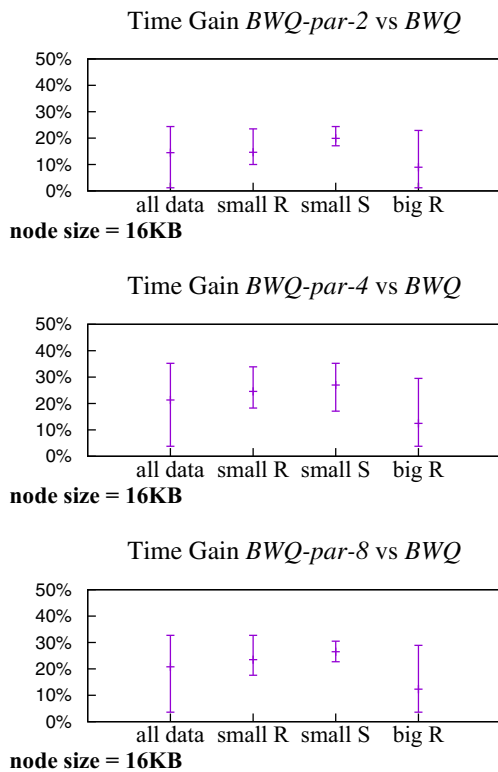 Time Gain BWQ-par-2 vs BWQ
50%
40%
30%
20%
10%
0%
all data small R small S big R
node size = 16KB
Time Gain BWQ-par-4 vs BWQ
50%
40%
30%
20%
10%
0%
all data small R small S big R
node size = 16KB
Time Gain BWQ-par-8 vs BWQ
50%
40%
30%
20%
10%
0%
all data small R small S big R
node size = 16KB